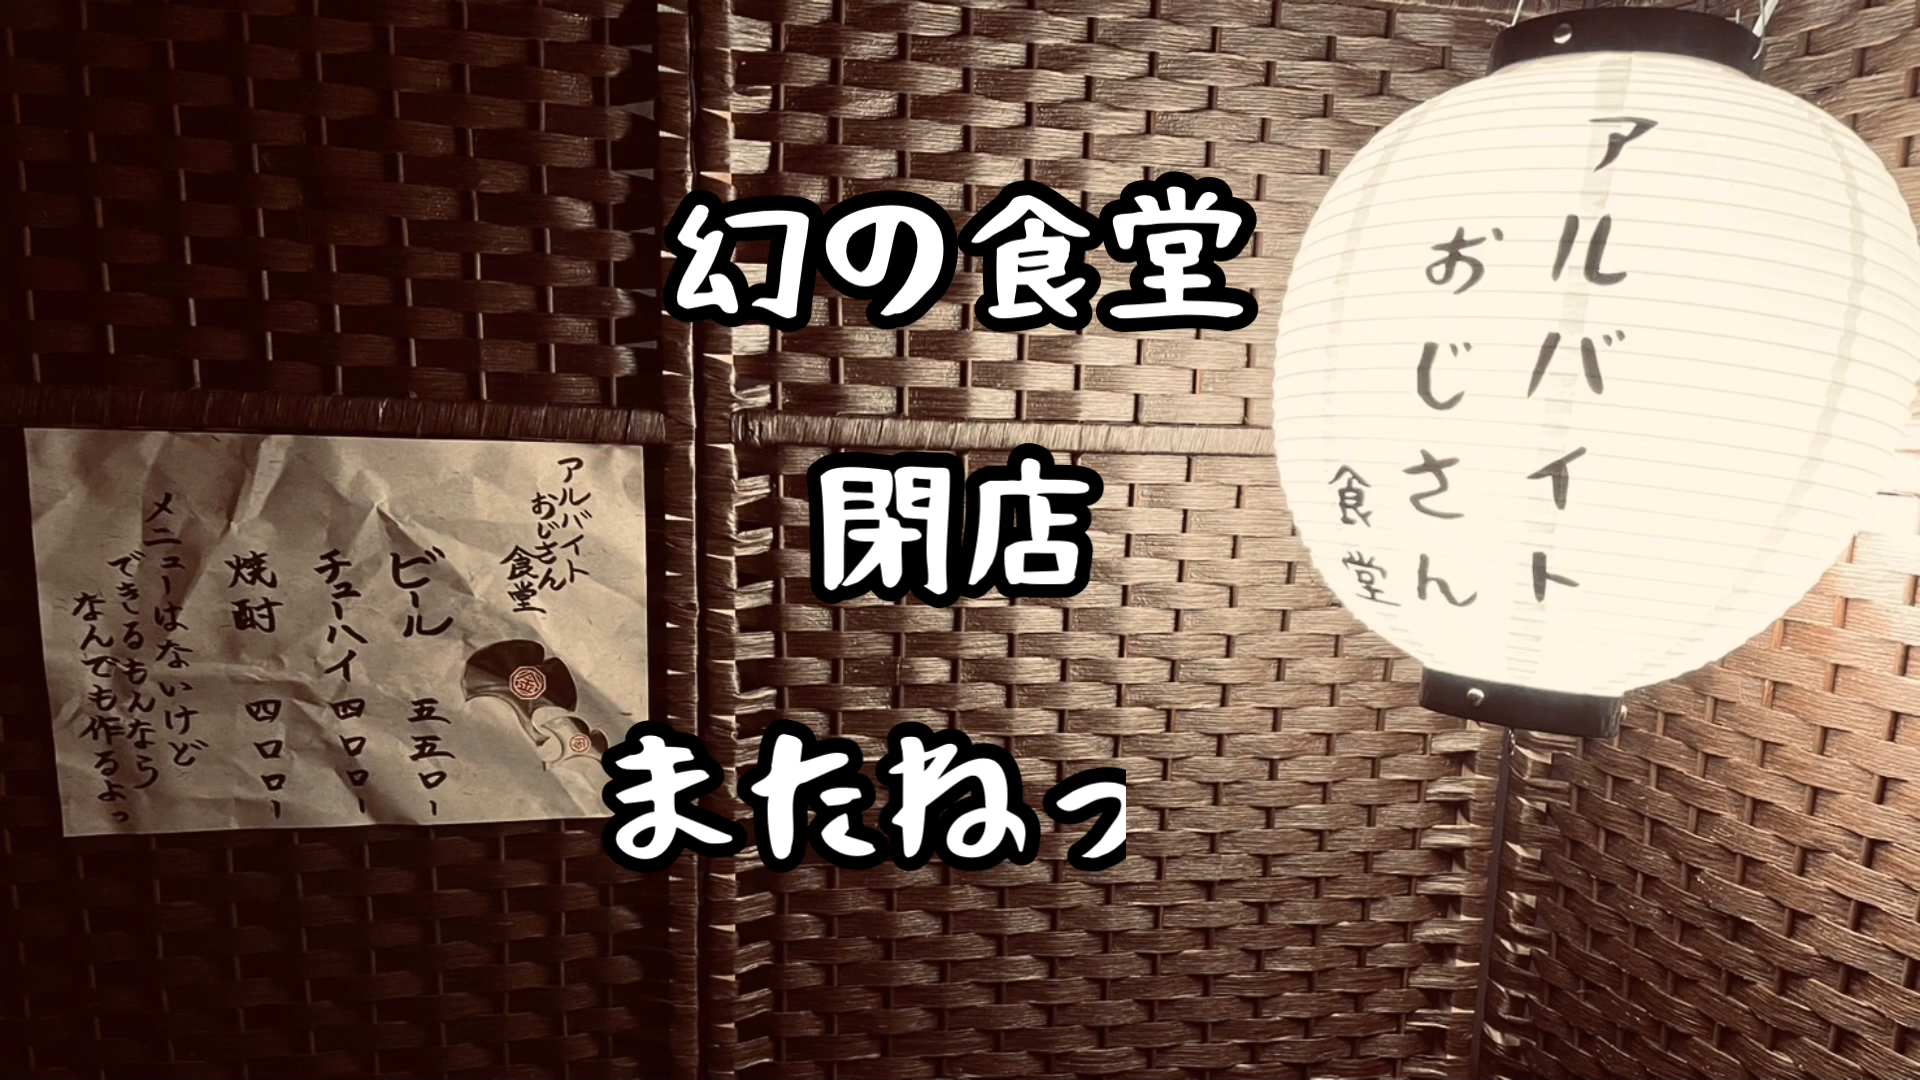 幻の食堂
閉店
またねっ
アルバイト
おじさん
食堂
アルバイト
おじさん
食堂
ビール 五五〇ー
チューハイ 四〇〇ー
焼酎 四〇〇ー
メニューはないけど
できるもんなら
なんでも作るよっ